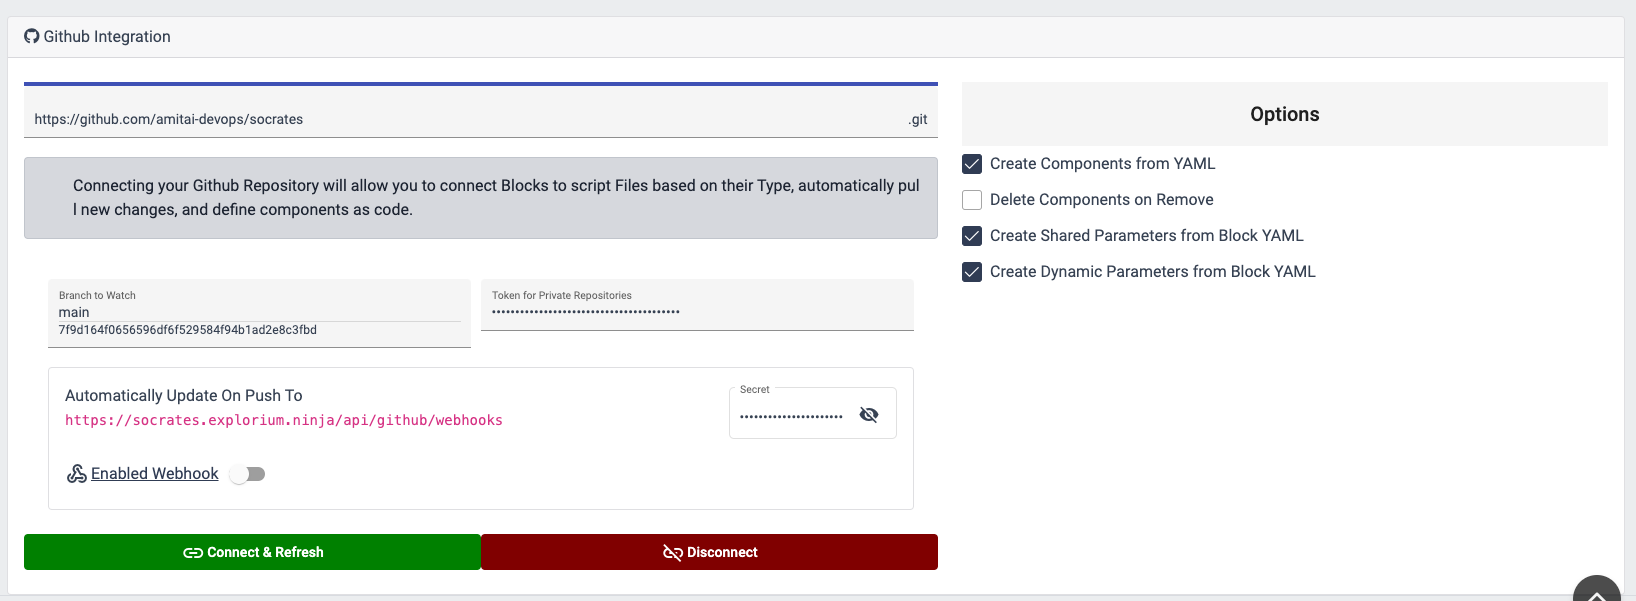 Github Integration
https://github.com/amitai-devops/socrates .git
Connecting your Github Repository will allow you to connect Blocks to script Files based on their Type, automatically pul
l new changes, and define components as code.
Branch to Watch
main
7f9d164f0656596df6f529584f94b1ad2e8c3fbd
Token for Private Repositories
••••••••••••••••••••••••••••••••••••••••
Automatically Update On Push To
https://socrates.explorium.ninja/api/github/webhooks
Secret
••••••••••••••••••••••
Enabled Webhook
Connect & Refresh
Disconnect
Options
Create Components from YAML
Delete Components on Remove
Create Shared Parameters from Block YAML
Create Dynamic Parameters from Block YAML